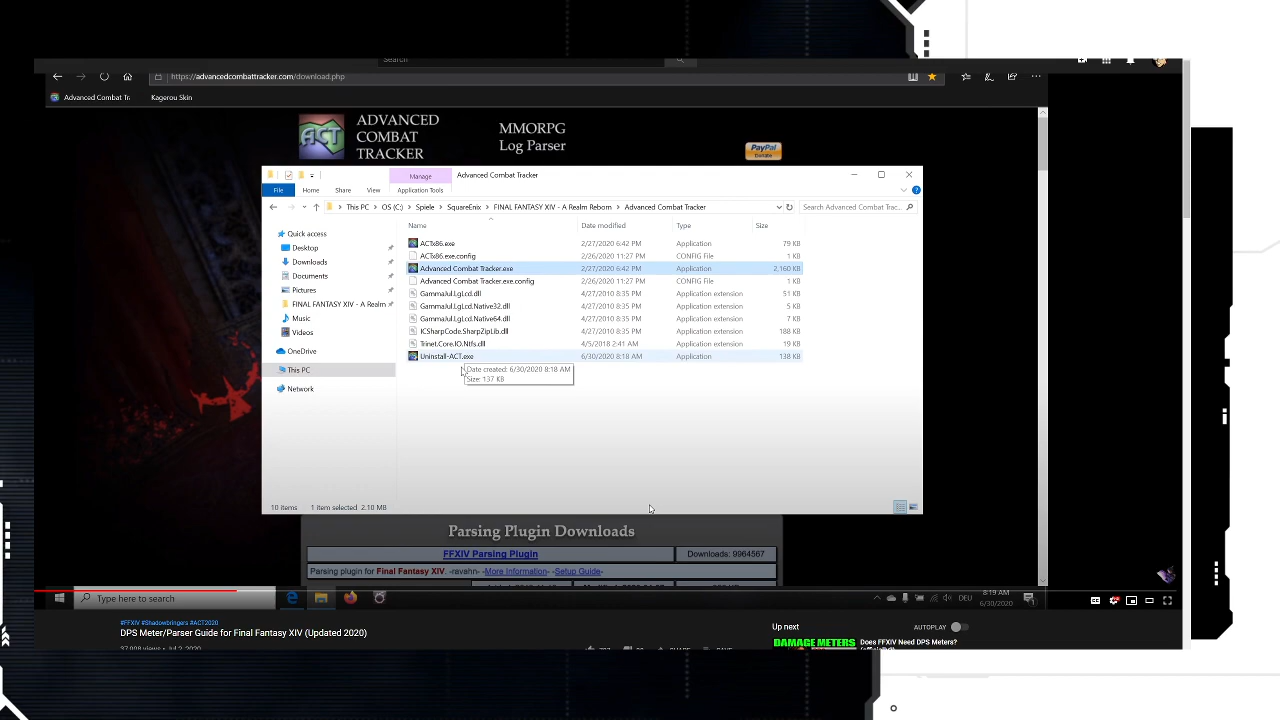 Search
https://advancedcombattracker.com/download.php
Advanced Combat Tr
Kagerou Skin
ACT
ADVANCED
COMBAT
TRACKER
MMORPG
Log Parser
PayPal
Donate
Manage
Advanced Combat Tracker
File
Home
Share
View
Application Tools
This PC > OS (C:) > Spiele > SquareEnix > FINAL FANTASY XIV - A Realm Reborn > Advanced Combat Tracker
Search Advanced Combat Trac...
Name
Date modified
Type
Size
Quick access
Desktop
Downloads
Documents
Pictures
FINAL FANTASY XIV - A Realm
Music
Videos
OneDrive
This PC
Network
ACTx86.exe 2/27/2020 6:42 PM Application 79 KB
ACTx86.exe.config 2/26/2020 11:27 PM CONFIG File 1 KB
Advanced Combat Tracker.exe 2/27/2020 6:42 PM Application 2,160 KB
Advanced Combat Tracker.exe.config 2/26/2020 11:27 PM CONFIG File 1 KB
GammaJul.LgLcd.dll 4/27/2010 8:35 PM Application extension 51 KB
GammaJul.LgLcd.Native32.dll 4/27/2010 8:35 PM Application extension 5 KB
GammaJul.LgLcd.Native64.dll 4/27/2010 8:35 PM Application extension 7 KB
ICSharpCode.SharpZipLib.dll 4/27/2010 8:35 PM Application extension 188 KB
Trinet.Core.IO.Ntfs.dll 4/5/2018 2:41 AM Application extension 19 KB
Uninstall-ACT.exe 6/30/2020 8:18 AM Application 138 KB
Date created: 6/30/2020 8:18 AM
Size: 137 KB
10 items 1 item selected 2.10 MB
Parsing Plugin Downloads
FFXIV Parsing Plugin
Downloads: 9964567
Parsing plugin for Final Fantasy XIV. -ravahn- -More Information- -Setup Guide-
Type here to search
DEU
8:19 AM
6/30/2020
#FFXIV #Shadowbringers #ACT2020
DPS Meter/Parser Guide for Final Fantasy XIV (Updated 2020)
37,908 views • Jul 2, 2020
Up next
AUTOPLAY
DAMAGE METERS
Does FFXIV Need DPS Meters?